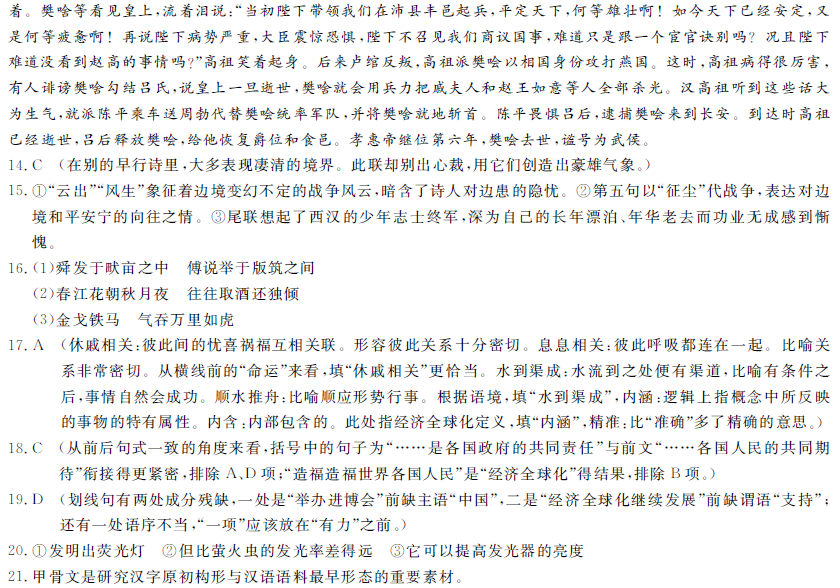 着。樊哙等看见皇上,流着泪说:“当初陛下带领我们在沛县丰邑起兵,平定天下,何等雄壮啊！如今天下已经安定,又
是何等疲惫啊！再说陛下病势严重,大臣震惊恐惧,陛下不召见我们商议国事,难道只是跟一个宦官诀别吗？况且陛下
难道没看到赵高的事情吗?”高祖笑着起身。后来卢绾反叛,高祖派樊哙以相国身份攻打燕国。这时,高祖病得很厉害,
有人诽谤樊哙勾结吕氏,说皇上一旦逝世,樊哙就会用兵力把戚夫人和赵王如意等人全部杀光。汉高祖听到这些话大
为生气,就派陈平乘车送周勃代替樊哙统率军队,并将樊哙就地斩首。陈平畏惧吕后,逮捕樊哙来到长安。到达时高祖
已经逝世,吕后释放樊哙,给他恢复爵位和食邑。孝惠帝继位第六年,樊哙去世,谥号为武侯。
14. C （在别的早行诗里,大多表现凄清的境界。此联却别出心裁,用它们创造出豪雄气象。）
15. ①“云出”“风生”象征着边境变幻不定的战争风云,暗含了诗人对边患的隐忧。②第五句以“征尘”代战争,表达对边
境和平安宁的向往之情。③尾联想起了西汉的少年志士终军,深为自己的长年漂泊、年华老去而功业无成感到惭
愧。
16. (1)舜发于畎亩之中 傅说举于版筑之间
(2)春江花朝秋月夜 往往取酒还独倾
(3)金戈铁马 气吞万里如虎
17. A （休戚相关:彼此间的忧喜祸福互相关联。形容彼此关系十分密切。息息相关:彼此呼吸都连在一起。比喻关
系非常密切。从横线前的“命运”来看,填“休戚相关”更恰当。水到渠成:水流到之处便有渠道,比喻有条件之
后,事情自然会成功。顺水推舟:比喻顺应形势行事。根据语境,填“水到渠成”,内涵:逻辑上指概念中所反映
的事物的特有属性。内含:内部包含的。此处指经济全球化定义,填“内涵”,精准:比“准确”多了精确的意思。）
18. C （从前后句式一致的角度来看,括号中的句子为“……是各国政府的共同责任”与前文“……各国人民的共同期
待”衔接得更紧密,排除 A、D 项;“造福造福世界各国人民”是“经济全球化”得结果,排除 B 项。）
19. D （划线句有两处成分残缺,一处是“举办进博会”前缺主语“中国”,二是“经济全球化继续发展”前缺谓语“支持”;
还有一处语序不当,“一项”应该放在“有力”之前。）
20. ①发明出荧光灯 ②但比萤火虫的发光率差得远 ③它可以提高发光器的亮度
21. 甲骨文是研究汉字原初构形与汉语语料最早形态的重要素材。